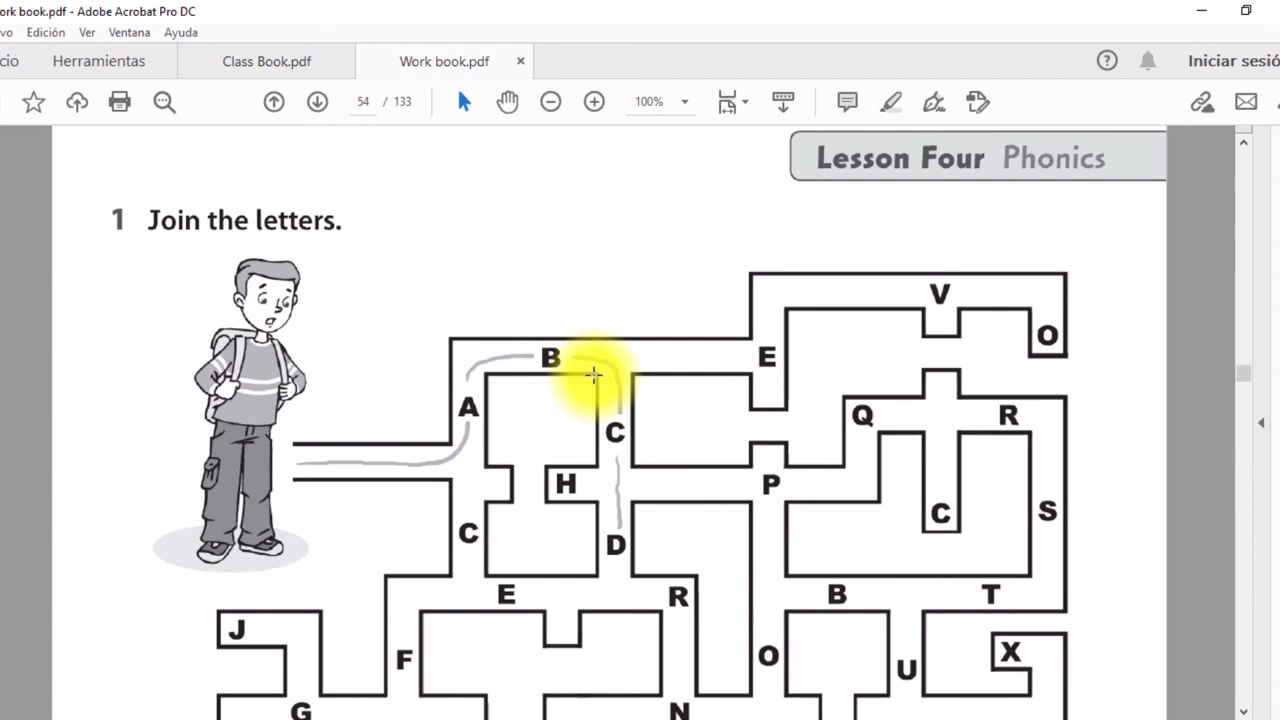 ork book.pdf - Adobe Acrobat Pro DC
vo Edición Ver Ventana Ayuda
cio Herramientas Class Book.pdf Work book.pdf × Iniciar sesió
54 / 133 100%
Lesson Four Phonics
1 Join the letters.
V
O
B E
A Q R
C
H P
C S
C D
E R B T
J
F O U X
G N